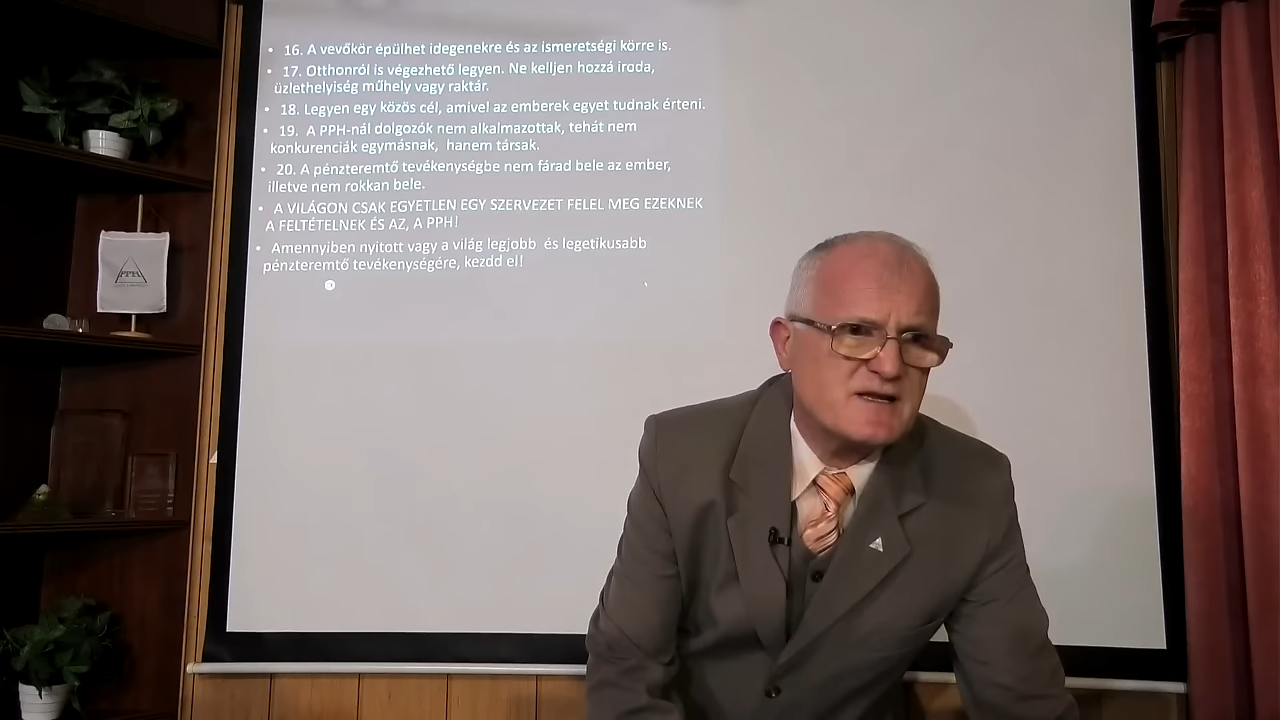 • 16. A vevőkör épülhet idegenekre és az ismeretségi körre is.
• 17. Otthonról is végezhető legyen. Ne kelljen hozzá iroda,
üzlethelyiség műhely vagy raktár.
• 18. Legyen egy közös cél, amivel az emberek egyet tudnak érteni.
• 19. A PPH-nál dolgozók nem alkalmazottak, tehát nem
konkurenciák egymásnak, hanem társak.
• 20. A pénzteremtő tevékenységbe nem fárad bele az ember,
illetve nem rokkan bele.
• A VILÁGON CSAK EGYETLEN EGY SZERVEZET FELEL MEG EZEKNEK
A FELTÉTELNEK ÉS AZ, A PPH!
• Amennyiben nyitott vagy a világ legjobb és legetikusabb
pénzteremtő tevékenységére, kezdd el!
PPH